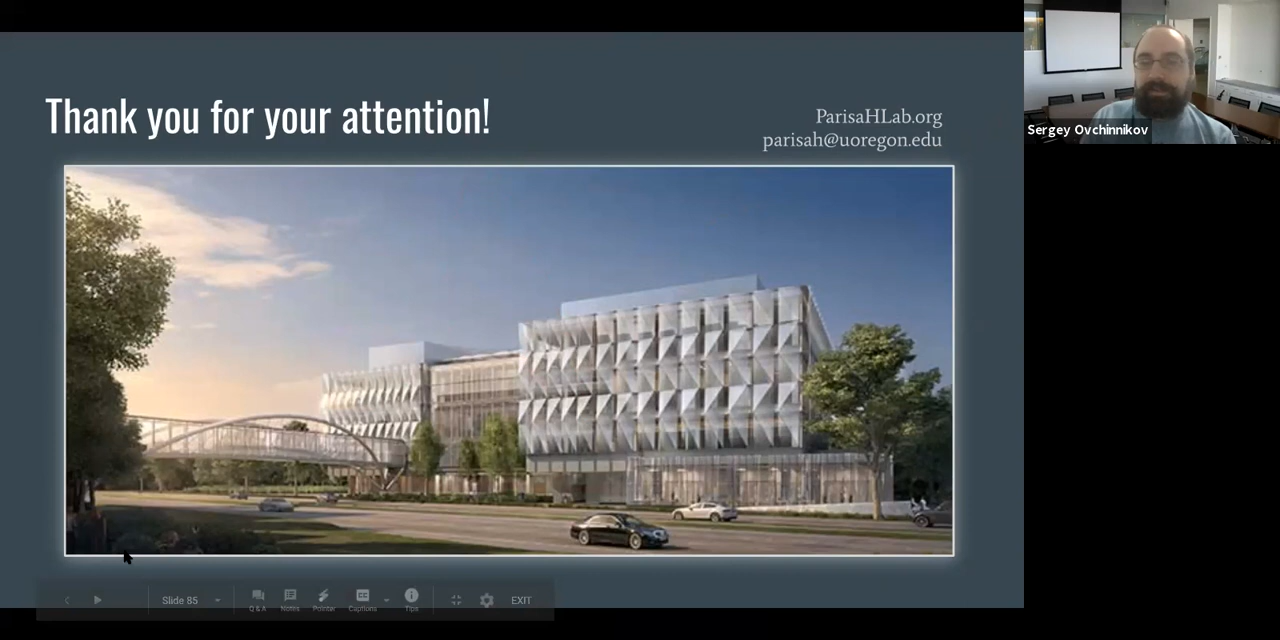 Thank you for your attention!
ParisaHLab.org
parisah@uoregon.edu
Sergey Ovchinnikov
Slide 85
Q & A
Notes
Pointer
Captions
Tips
EXIT